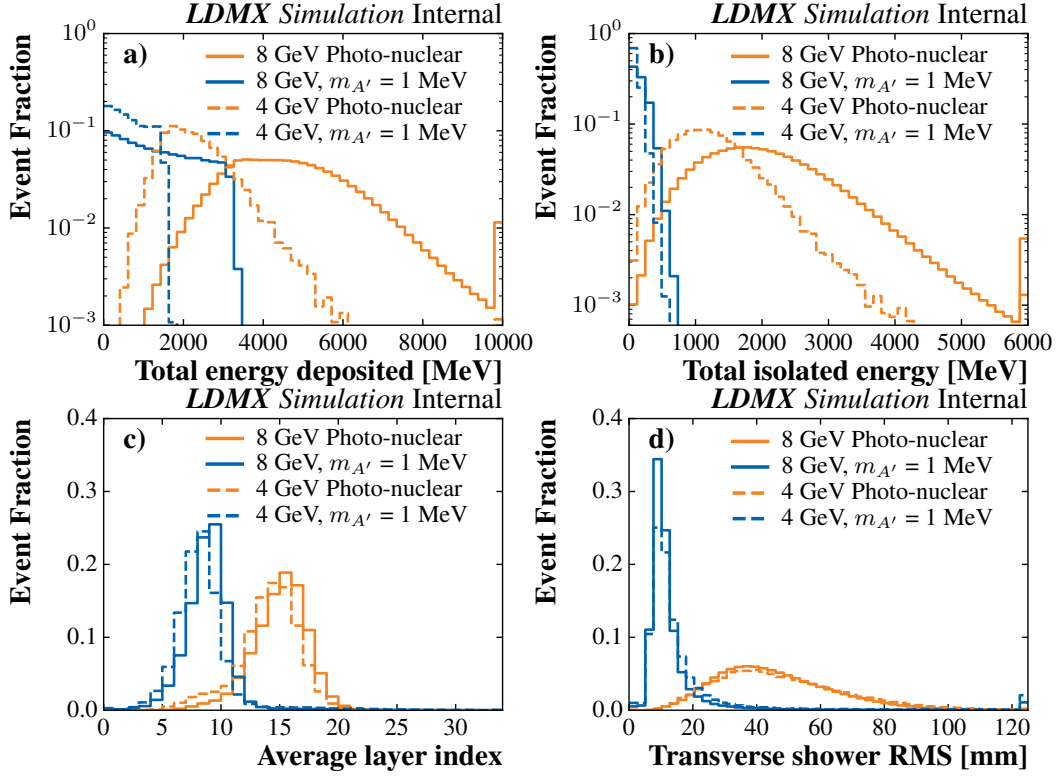 LDMX Simulation Internal
a)
8 GeV Photo-nuclear
8 GeV, m_A′ = 1 MeV
4 GeV Photo-nuclear
4 GeV, m_A′ = 1 MeV
Event Fraction
10^0
10^−1
10^−2
10^−3
0 2000 4000 6000 8000 10000
Total energy deposited [MeV]
LDMX Simulation Internal
b)
8 GeV Photo-nuclear
8 GeV, m_A′ = 1 MeV
4 GeV Photo-nuclear
4 GeV, m_A′ = 1 MeV
Event Fraction
10^0
10^−1
10^−2
10^−3
0 1000 2000 3000 4000 5000 6000
Total isolated energy [MeV]
LDMX Simulation Internal
c)
8 GeV Photo-nuclear
8 GeV, m_A′ = 1 MeV
4 GeV Photo-nuclear
4 GeV, m_A′ = 1 MeV
Event Fraction
0.4
0.3
0.2
0.1
0.0
0 5 10 15 20 25 30
Average layer index
LDMX Simulation Internal
d)
8 GeV Photo-nuclear
8 GeV, m_A′ = 1 MeV
4 GeV Photo-nuclear
4 GeV, m_A′ = 1 MeV
Event Fraction
0.4
0.3
0.2
0.1
0.0
0 20 40 60 80 100 120
Transverse shower RMS [mm]